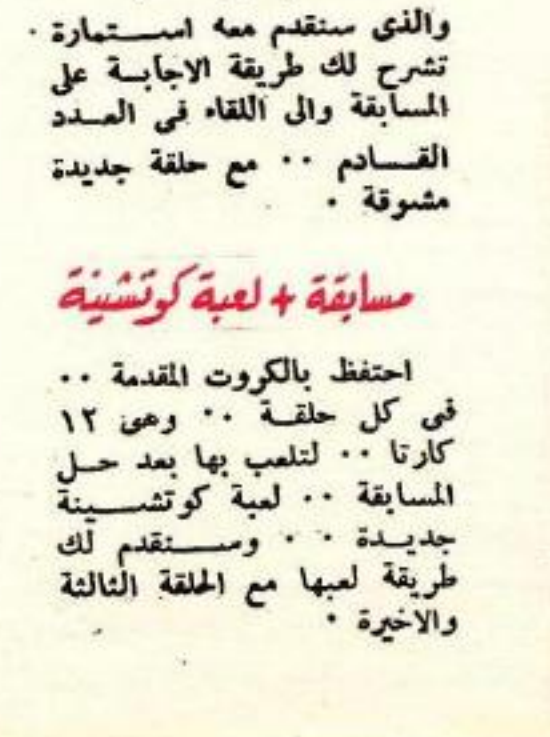 والذى سنقدم معه استمارة .
تشرح لك طريقة الاجابة على
المسابقة والى اللقاء فى العدد
القادم .. مع حلقة جديدة
مشوقة .
مسابقة + لعبة كوتشينة
احتفظ بالكروت المقدمة ..
فى كل حلقة .. وهى ١٢
كارتا .. لتلعب بها بعد حل
المسابقة .. لعبة كوتشينة
جديدة .. وسنقدم لك
طريقة لعبها مع الحلقة الثالثة
والاخيرة .